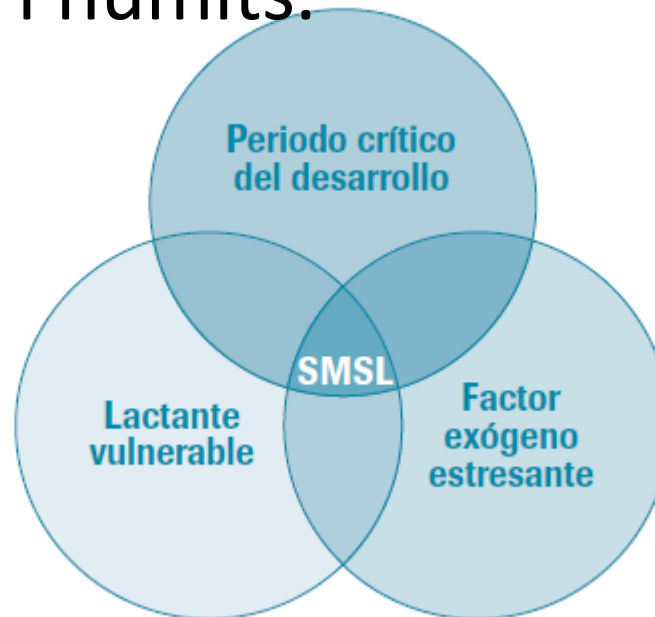 Periodo crítico
del desarrollo
SMSL
Lactante
vulnerable
Factor
exógeno
estresante